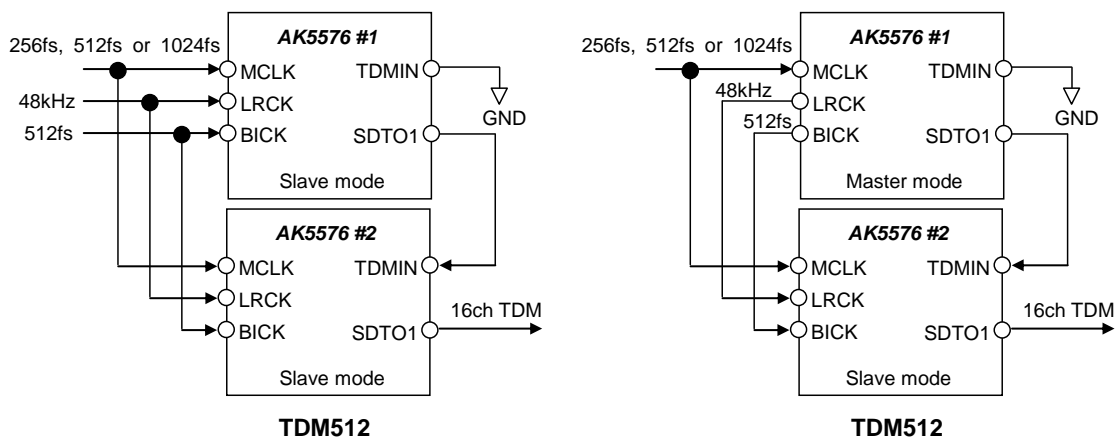 AK5576 #1
256fs, 512fs or 1024fs
MCLK
TDMIN
48kHz
LRCK
GND
512fs
BICK
SDTO1
Slave mode
AK5576 #2
MCLK
TDMIN
LRCK
16ch TDM
BICK
SDTO1
Slave mode
TDM512
AK5576 #1
256fs, 512fs or 1024fs
MCLK
TDMIN
48kHz
LRCK
GND
512fs
BICK
SDTO1
Master mode
AK5576 #2
MCLK
TDMIN
LRCK
16ch TDM
BICK
SDTO1
Slave mode
TDM512